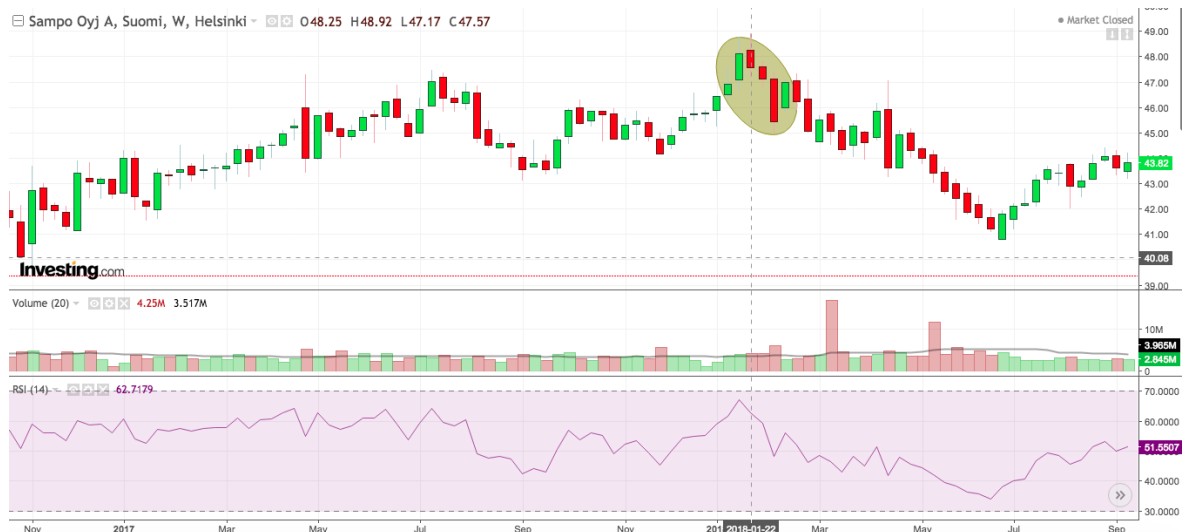 Sampo Oyj A, Suomi, W, Helsinki O48.25 H48.92 L47.17 C47.57
Market Closed
49.00
48.00
47.00
46.00
45.00
43.82
43.00
42.00
41.00
40.08
39.00
Investing.com
Volume (20) 4.25M 3.517M
10M
3.965M
2.845M
0
RSI (14) 62.7179
70.0000
60.0000
51.5507
40.0000
30.0000
Nov 2017 Mar May Jul Sep Nov 201 2018-01-22 Mar May Jul Sep